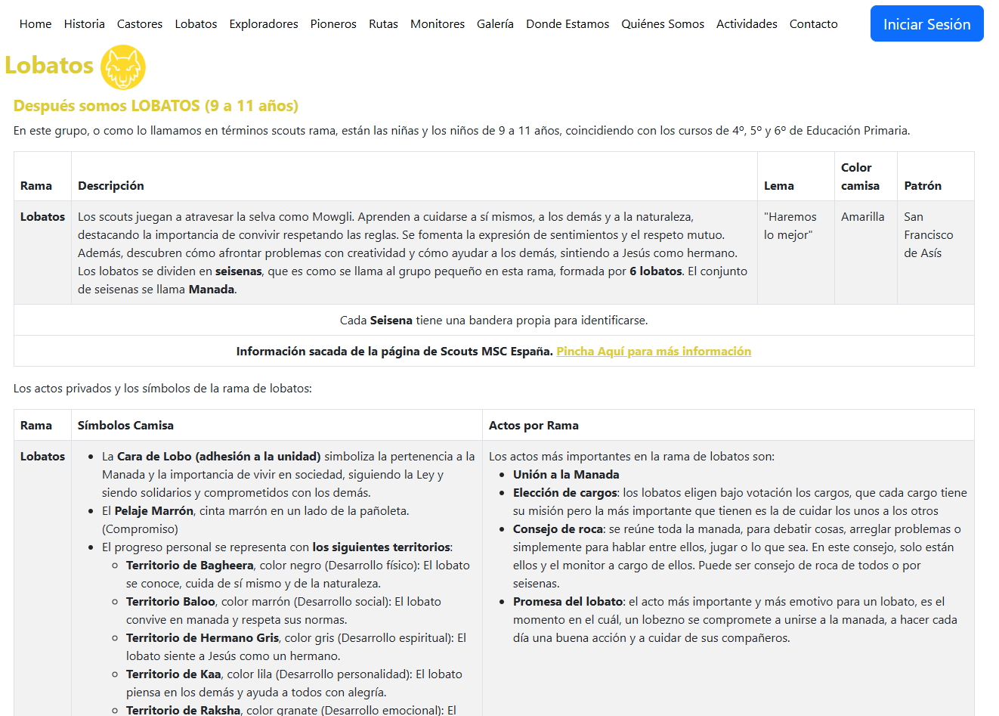 Home Historia Castores Lobatos Exploradores Pioneros Rutas Monitores Galería Donde Estamos Quiénes Somos Actividades Contacto Iniciar Sesión
Lobatos
Después somos LOBATOS (9 a 11 años)
En este grupo, o como lo llamamos en términos scouts rama, están las niñas y los niños de 9 a 11 años, coincidiendo con los cursos de 4º, 5º y 6º de Educación Primaria.
Rama
Descripción
Lema
Color
camisa
Patrón
Lobatos
Los scouts juegan a atravesar la selva como Mowgli. Aprenden a cuidarse a sí mismos, a los demás y a la naturaleza,
destacando la importancia de convivir respetando las reglas. Se fomenta la expresión de sentimientos y el respeto mutuo.
Además, descubren cómo afrontar problemas con creatividad y cómo ayudar a los demás, sintiendo a Jesús como hermano.
Los lobatos se dividen en seisenas, que es como se llama al grupo pequeño en esta rama, formada por 6 lobatos. El conjunto
de seisenas se llama Manada.
"Haremos
lo mejor"
Amarilla
San
Francisco
de Asís
Cada Seisena tiene una bandera propia para identificarse.
Información sacada de la página de Scouts MSC España. Pincha Aquí para más información
Los actos privados y los símbolos de la rama de lobatos:
Rama
Símbolos Camisa
Actos por Rama
Lobatos
• La Cara de Lobo (adhesión a la unidad) simboliza la pertenencia a la
Manada y la importancia de vivir en sociedad, siguiendo la Ley y
siendo solidarios y comprometidos con los demás.
• El Pelaje Marrón, cinta marrón en un lado de la pañoleta.
(Compromiso)
• El progreso personal se representa con los siguientes territorios:
◦ Territorio de Bagheera, color negro (Desarrollo físico): El lobato
se conoce, cuida de sí mismo y de la naturaleza.
◦ Territorio Baloo, color marrón (Desarrollo social): El lobato
convive en manada y respeta sus normas.
◦ Territorio de Hermano Gris, color gris (Desarrollo espiritual): El
lobato siente a Jesús como un hermano.
◦ Territorio de Kaa, color lila (Desarrollo personalidad): El lobato
piensa en los demás y ayuda a todos con alegría.
◦ Territorio de Raksha, color granate (Desarrollo emocional): El
Los actos más importantes en la rama de lobatos son:
• Unión a la Manada
• Elección de cargos: los lobatos eligen bajo votación los cargos, que cada cargo tiene
su misión pero la más importante que tienen es la de cuidar los unos a los otros
• Consejo de roca: se reúne toda la manada, para debatir cosas, arreglar problemas o
simplemente para hablar entre ellos, jugar o lo que sea. En este consejo, solo están
ellos y el monitor a cargo de ellos. Puede ser consejo de roca de todos o por
seisenas.
• Promesa del lobato: el acto más importante y más emotivo para un lobato, es el
momento en el cuál, un lobezno se compromete a unirse a la manada, a hacer cada
día una buena acción y a cuidar de sus compañeros.